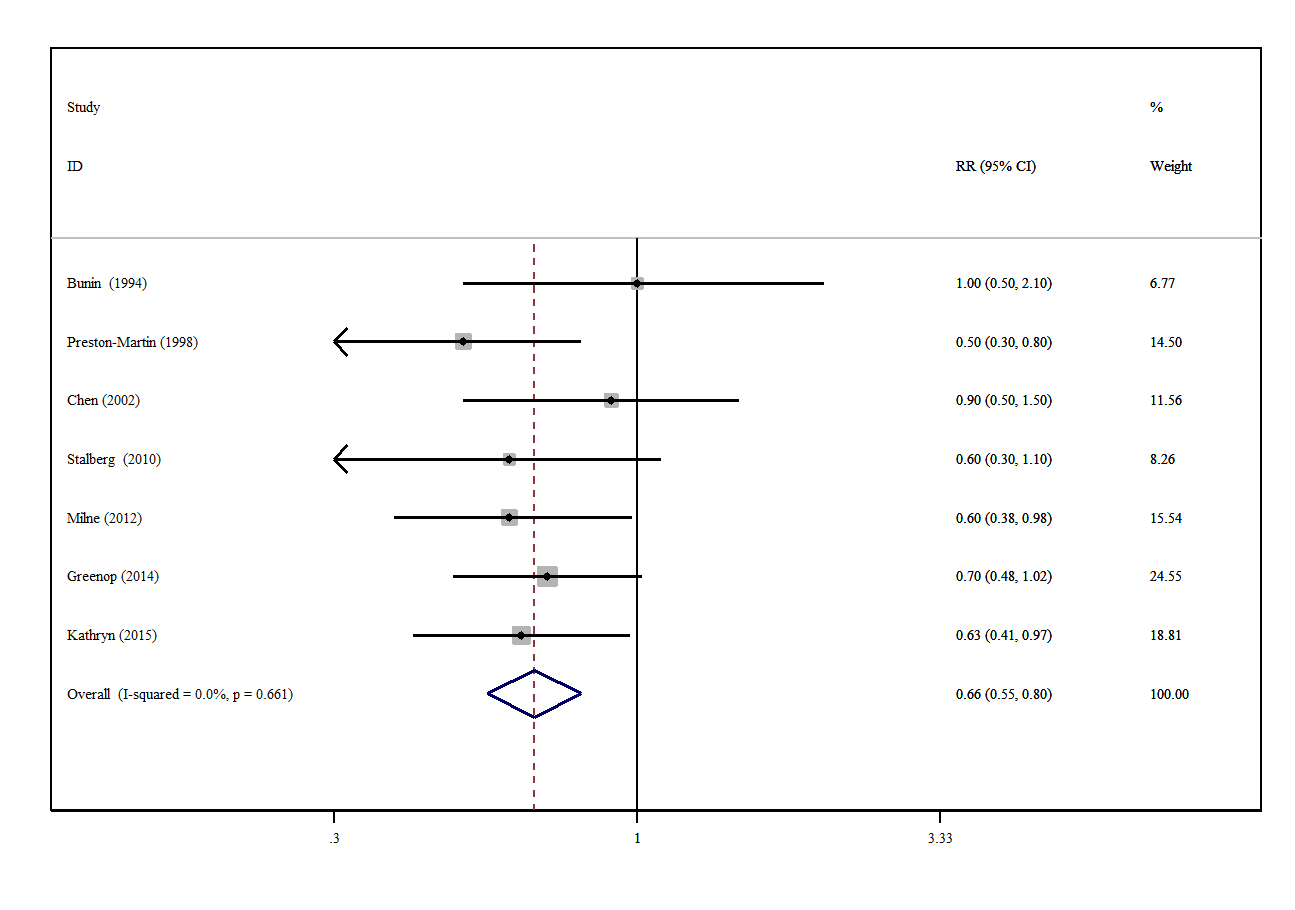 Study %
ID RR (95% CI) Weight
Bunin (1994) 1.00 (0.50, 2.10) 6.77
Preston-Martin (1998) 0.50 (0.30, 0.80) 14.50
Chen (2002) 0.90 (0.50, 1.50) 11.56
Stalberg (2010) 0.60 (0.30, 1.10) 8.26
Milne (2012) 0.60 (0.38, 0.98) 15.54
Greenop (2014) 0.70 (0.48, 1.02) 24.55
Kathryn (2015) 0.63 (0.41, 0.97) 18.81
Overall (I-squared = 0.0%, p = 0.661) 0.66 (0.55, 0.80) 100.00
.3 1 3.33